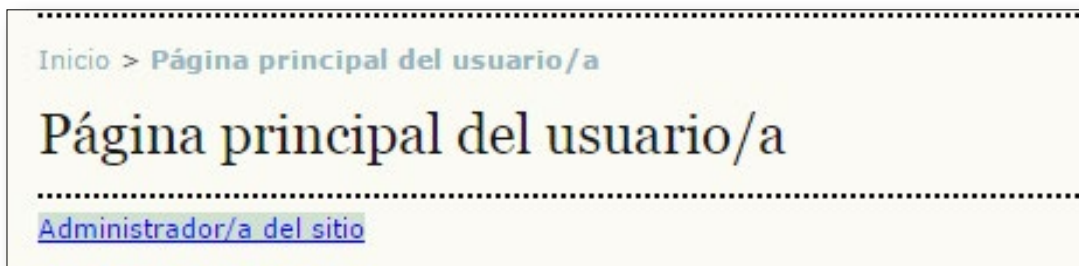 Inicio > Página principal del usuario/a
Página principal del usuario/a
Administrador/a del sitio